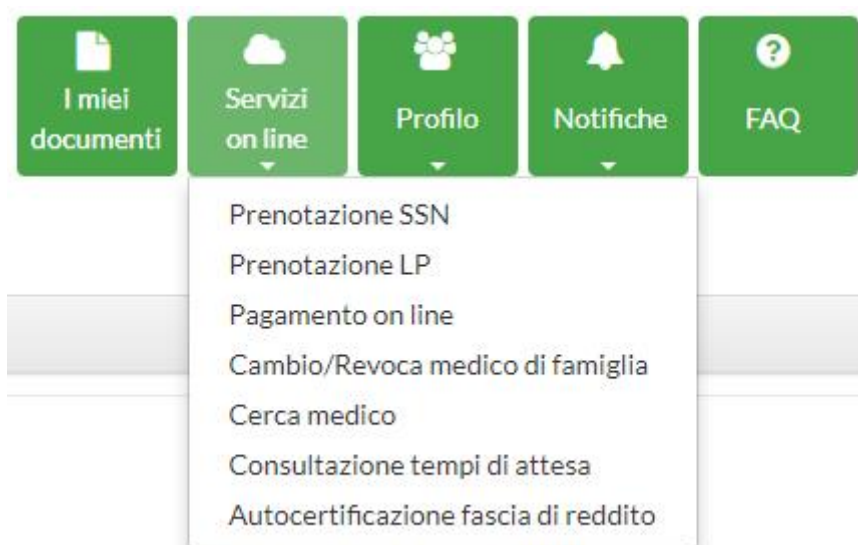 I miei
documenti
Servizi
on line
Profilo
Notifiche
FAQ
Prenotazione SSN
Prenotazione LP
Pagamento on line
Cambio/Revoca medico di famiglia
Cerca medico
Consultazione tempi di attesa
Autocertificazione fascia di reddito